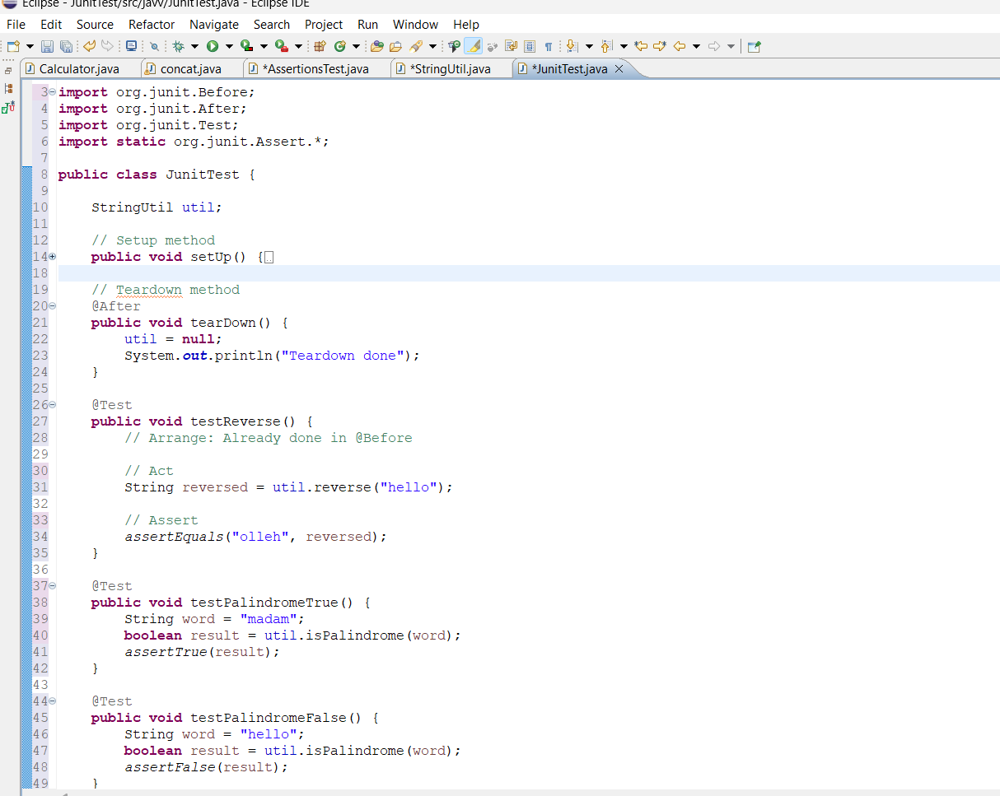 Eclipse - JunitTest/src/javv/JunitTest.java - Eclipse IDE
File Edit Source Refactor Navigate Search Project Run Window Help
Calculator.java concat.java *AssertionsTest.java *StringUtil.java *JunitTest.java
3 import org.junit.Before;
4 import org.junit.After;
5 import org.junit.Test;
6 import static org.junit.Assert.*;
7
8 public class JunitTest {
9
10 StringUtil util;
11
12 // Setup method
14 public void setUp() {
18
19 // Teardown method
20 @After
21 public void tearDown() {
22 util = null;
23 System.out.println("Teardown done");
24 }
25
26 @Test
27 public void testReverse() {
28 // Arrange: Already done in @Before
29
30 // Act
31 String reversed = util.reverse("hello");
32
33 // Assert
34 assertEquals("olleh", reversed);
35 }
36
37 @Test
38 public void testPalindromeTrue() {
39 String word = "madam";
40 boolean result = util.isPalindrome(word);
41 assertTrue(result);
42 }
43
44 @Test
45 public void testPalindromeFalse() {
46 String word = "hello";
47 boolean result = util.isPalindrome(word);
48 assertFalse(result);
49 }